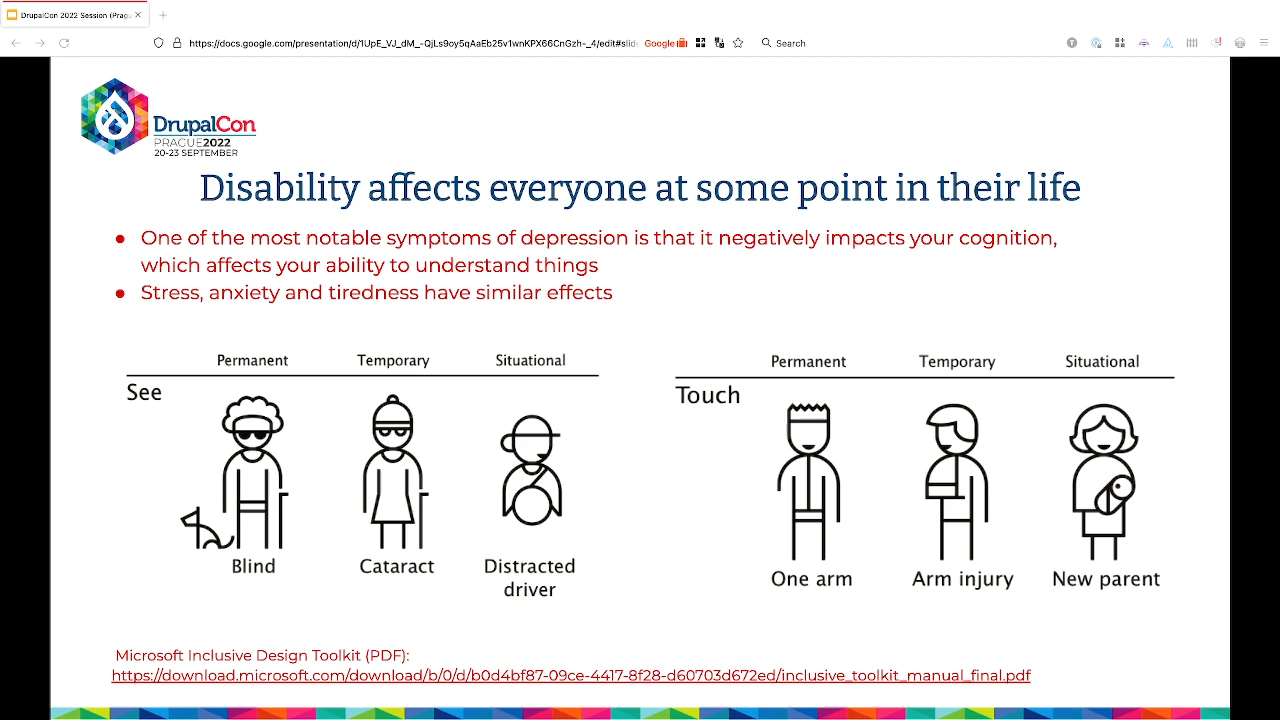 DrupalCon 2022 Session (Prag
https://docs.google.com/presentation/d/1UpE_VJ_dM_-QjLs9oy5qAaEb25v1wnKPX66CnGzh-_4/edit#slid
Google
Search
DrupalCon
PRAGUE2022
20-23 SEPTEMBER
Disability affects everyone at some point in their life
● One of the most notable symptoms of depression is that it negatively impacts your cognition,
which affects your ability to understand things
● Stress, anxiety and tiredness have similar effects
Permanent Temporary Situational
See
Blind Cataract Distracted
driver
Permanent Temporary Situational
Touch
One arm Arm injury New parent
Microsoft Inclusive Design Toolkit (PDF):
https://download.microsoft.com/download/b/0/d/b0d4bf87-09ce-4417-8f28-d60703d672ed/inclusive_toolkit_manual_final.pdf